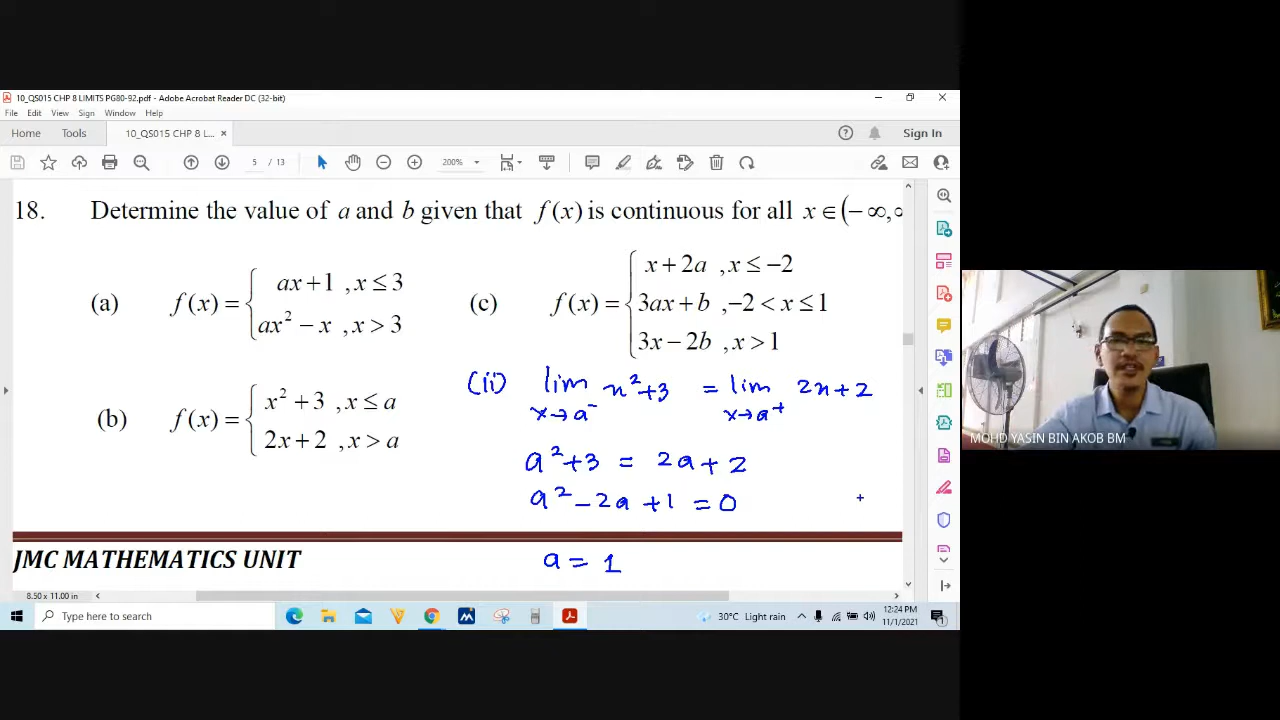 10_QS015 CHP 8 LIMITS PG80-92.pdf - Adobe Acrobat Reader DC (32-bit)
File Edit View Sign Window Help
Home Tools 10_QS015 CHP 8 L... × Sign In
5 / 13 200%
18. Determine the value of a and b given that f(x) is continuous for all x ∈ (−∞,∞
(a) f(x) = { ax+1 , x ≤ 3
ax² − x , x > 3
(c) f(x) = { x + 2a , x ≤ −2
3ax + b , −2 < x ≤ 1
3x − 2b , x > 1
(b) f(x) = { x² + 3 , x ≤ a
2x + 2 , x > a
(ii) lim x→a⁻ x²+3 = lim x→a⁺ 2x+2
a²+3 = 2a+2
a² − 2a + 1 = 0
a = 1
JMC MATHEMATICS UNIT
8.50 x 11.00 in
Type here to search
30°C Light rain
12:24 PM
11/1/2021
MOHD YASIN BIN AKOB BM